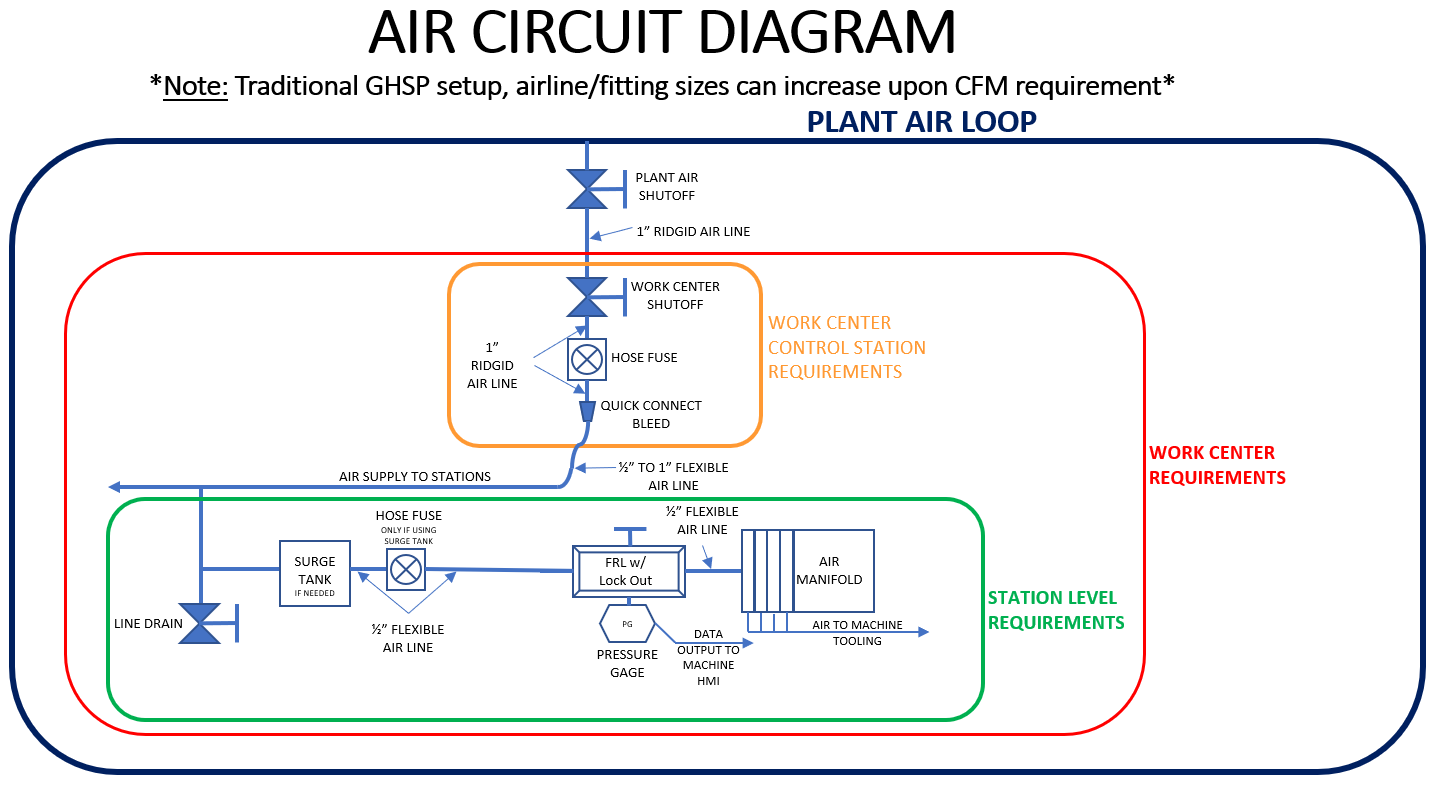 AIR CIRCUIT DIAGRAM
*Note: Traditional GHSP setup, airline/fitting sizes can increase upon CFM requirement*
PLANT AIR LOOP
PLANT AIR
SHUTOFF
1” RIDGID AIR LINE
WORK CENTER
SHUTOFF
WORK CENTER
CONTROL STATION
REQUIREMENTS
1”
RIDGID
AIR LINE
HOSE FUSE
QUICK CONNECT
BLEED
WORK CENTER
REQUIREMENTS
½” TO 1” FLEXIBLE
AIR LINE
AIR SUPPLY TO STATIONS
HOSE FUSE
ONLY IF USING
SURGE TANK
½” FLEXIBLE
AIR LINE
SURGE
TANK
IF NEEDED
FRL w/
Lock Out
AIR
MANIFOLD
STATION LEVEL
REQUIREMENTS
LINE DRAIN
½” FLEXIBLE
AIR LINE
PG
PRESSURE
GAGE
DATA
OUTPUT TO
MACHINE
HMI
AIR TO MACHINE
TOOLING